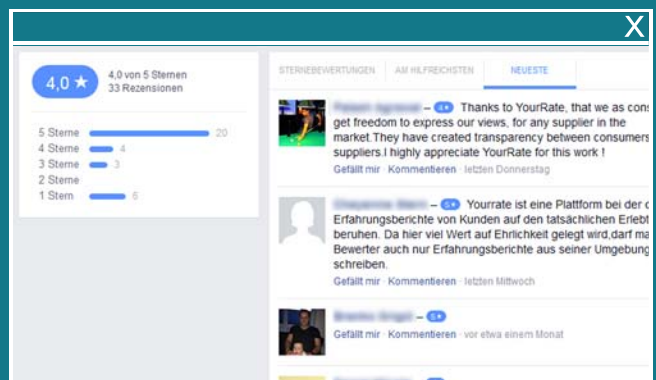 X
4,0 ★
4,0 von 5 Sternen
33 Rezensionen
5 Sterne 20
4 Sterne 4
3 Sterne 3
2 Sterne
1 Stern 6
STERNEBEWERTUNGEN AM HILFREICHSTEN NEUESTE
– 4★ Thanks to YourRate, that we as cons
get freedom to express our views, for any supplier in the
market.They have created transparency between consumers
suppliers.I highly appreciate YourRate for this work !
Gefällt mir · Kommentieren · letzten Donnerstag
– 5★ Yourrate ist eine Plattform bei der d
Erfahrungsberichte von Kunden auf den tatsächlichen Erlebt
beruhen. Da hier viel Wert auf Ehrlichkeit gelegt wird,darf ma
Bewerter auch nur Erfahrungsberichte aus seiner Umgebung
schreiben.
Gefällt mir · Kommentieren · letzten Mittwoch
– 5★
Gefällt mir · Kommentieren · vor etwa einem Monat